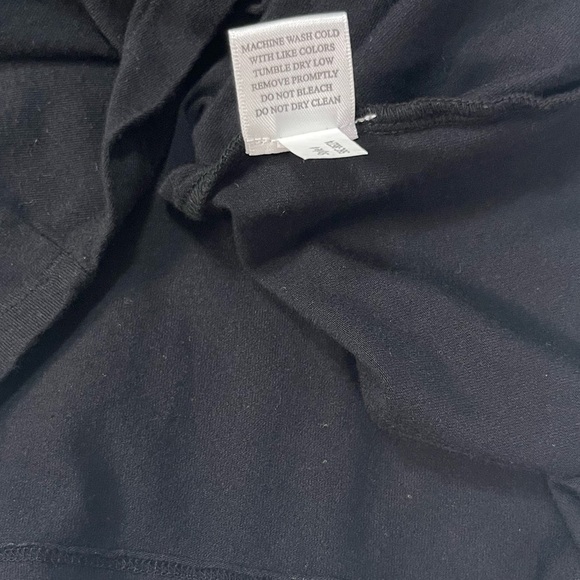 MACHINE WASH COLD
WITH LIKE COLORS
TUMBLE DRY LOW
REMOVE PROMPTLY
DO NOT BLEACH
DO NOT DRY CLEAN